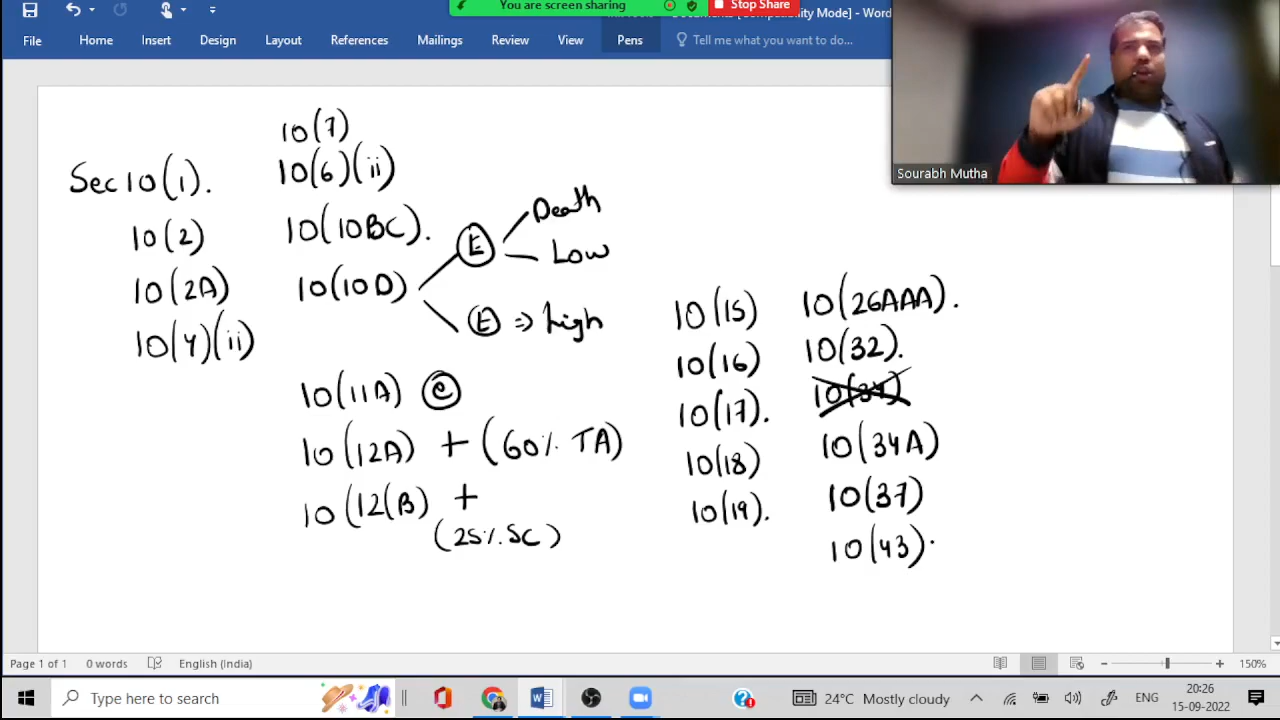 You are screen sharing
Stop Share
[Compatibility Mode] - Word
File Home Insert Design Layout References Mailings Review View Pens Tell me what you want to do...
Sourabh Mutha
Sec 10(1).
10(2)
10(2A)
10(4)(ii)
10(7)
10(6)(ii)
10(10BC).
10(10D) E Death
Low
E ⇒ high
10(11A) e
10(12A) + (60% TA)
10(12(B) +
(25% SC)
10(15)
10(16)
10(17).
10(18)
10(19).
10(26AAA).
10(32).
10(34)
10(34A)
10(37)
10(43).
Page 1 of 1 0 words English (India) 150%
Type here to search
24°C Mostly cloudy
ENG
20:26
15-09-2022